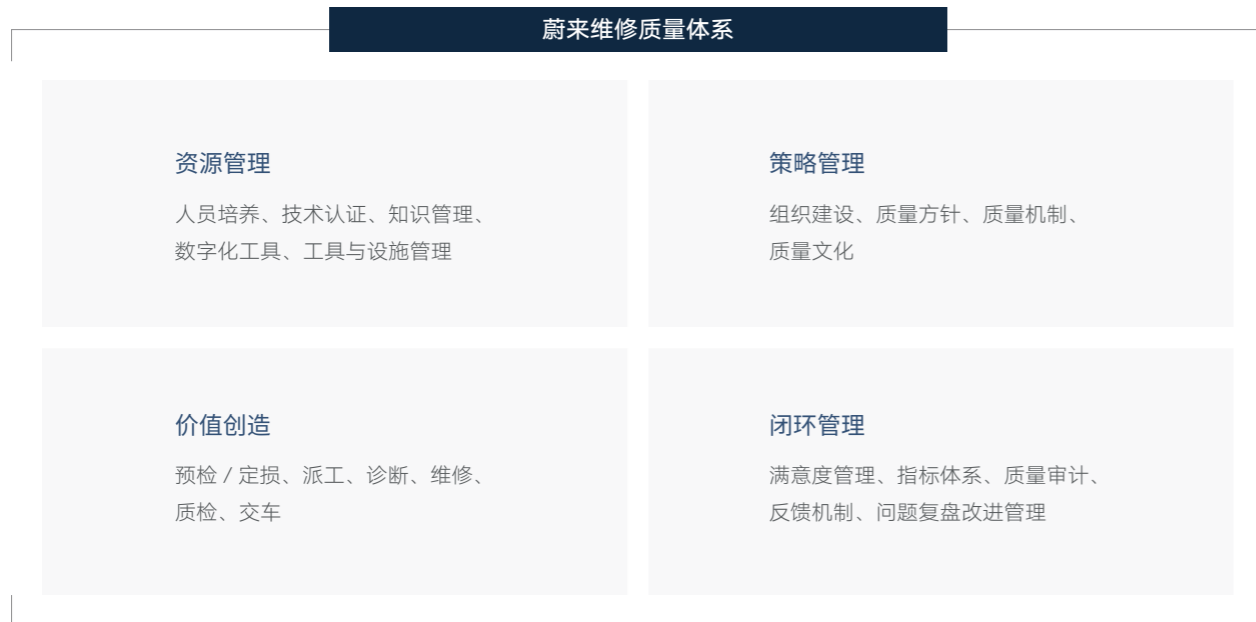 蔚来维修质量体系
资源管理
人员培养、技术认证、知识管理、
数字化工具、工具与设施管理
策略管理
组织建设、质量方针、质量机制、
质量文化
价值创造
预检 / 定损、派工、诊断、维修、
质检、交车
闭环管理
满意度管理、指标体系、质量审计、
反馈机制、问题复盘改进管理